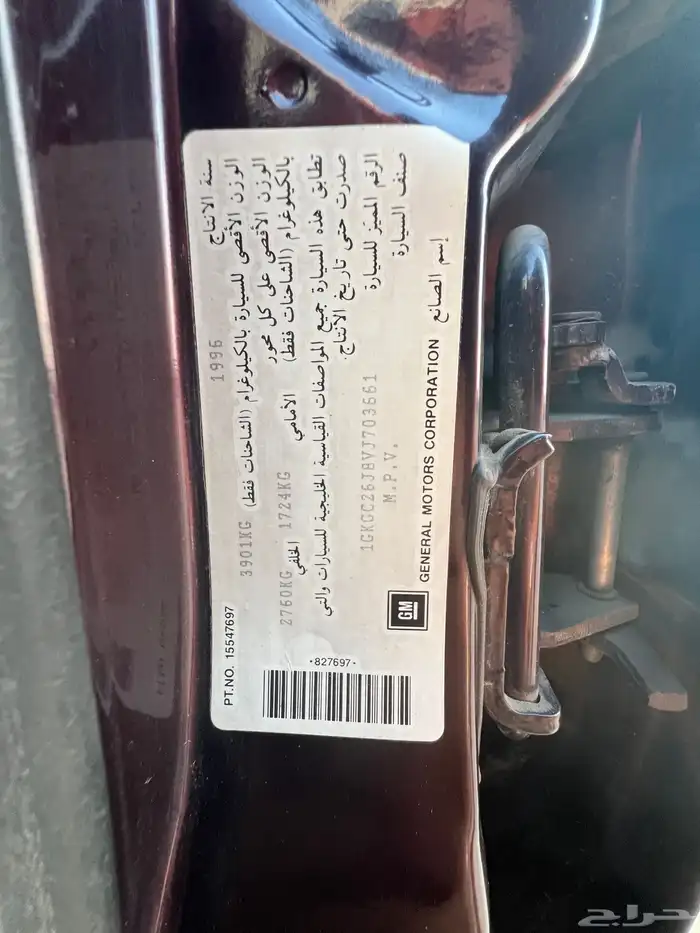 GM GENERAL MOTORS CORPORATION إسم الصانع
M.P.V. صنف السيارة
1GKGC26J8VJ703661 الرقم المميز للسيارة
تطابق هذه السيارة جميع المواصفات القياسية الخليجية للسيارات والتي
صدرت حتى تاريخ الأنتاج.
الوزن الأقصى على كل محور
بالكيلوغرام (الشاحنات فقط) الأمامي 1724KG الخلفي 2760KG
الوزن الأقصى للسيارة بالكيلوغرام (الشاحنات فقط) 3901KG
سنة الانتاج 1996
*827697*
PT.NO. 15547697
حراج